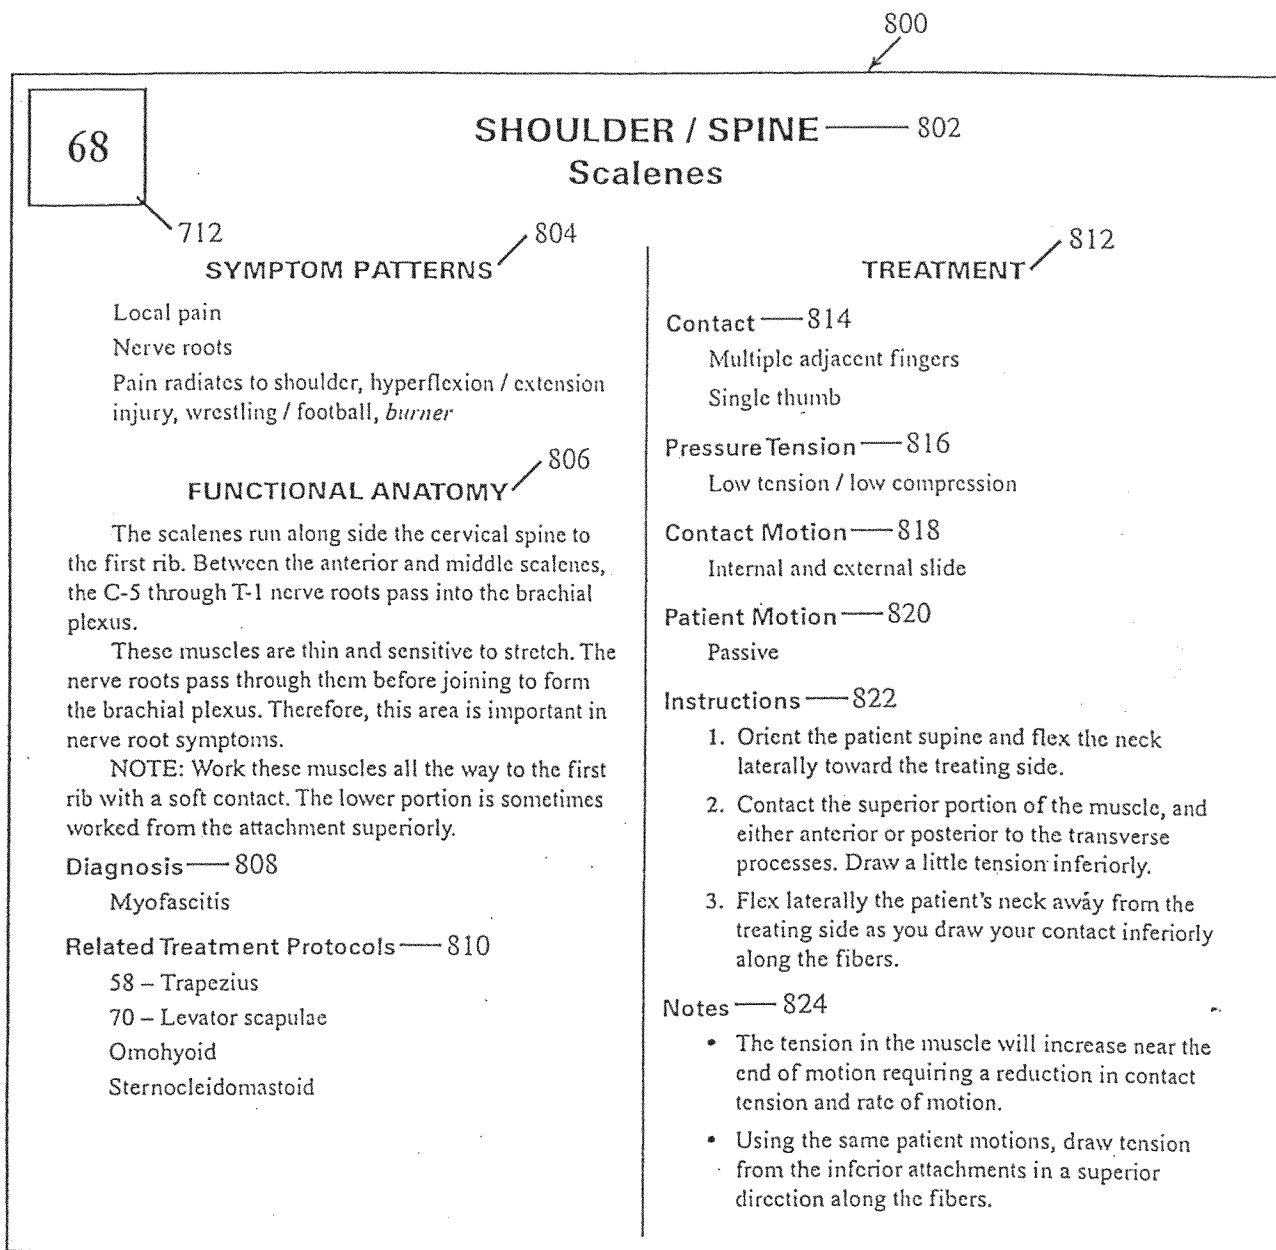 800
68
SHOULDER / SPINE 802
Scalenes
712
804
SYMPTOM PATTERNS
Local pain
Nerve roots
Pain radiates to shoulder, hyperflexion / extension
injury, wrestling / football, burner
806
FUNCTIONAL ANATOMY
The scalenes run along side the cervical spine to
the first rib. Between the anterior and middle scalenes,
the C-5 through T-1 nerve roots pass into the brachial
plexus.
These muscles are thin and sensitive to stretch. The
nerve roots pass through them before joining to form
the brachial plexus. Therefore, this area is important in
nerve root symptoms.
NOTE: Work these muscles all the way to the first
rib with a soft contact. The lower portion is sometimes
worked from the attachment superiorly.
Diagnosis 808
Myofascitis
Related Treatment Protocols 810
58 – Trapezius
70 – Levator scapulae
Omohyoid
Sternocleidomastoid
812
TREATMENT
Contact 814
Multiple adjacent fingers
Single thumb
Pressure Tension 816
Low tension / low compression
Contact Motion 818
Internal and external slide
Patient Motion 820
Passive
Instructions 822
1. Orient the patient supine and flex the neck
laterally toward the treating side.
2. Contact the superior portion of the muscle, and
either anterior or posterior to the transverse
processes. Draw a little tension inferiorly.
3. Flex laterally the patient's neck away from the
treating side as you draw your contact inferiorly
along the fibers.
Notes 824
• The tension in the muscle will increase near the
end of motion requiring a reduction in contact
tension and rate of motion.
• Using the same patient motions, draw tension
from the inferior attachments in a superior
direction along the fibers.